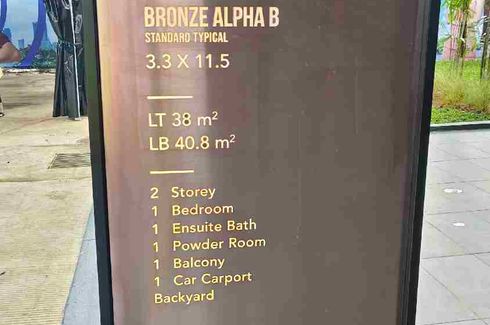 BRONZE ALPHA B
STANDARD TYPICAL
3.3 X 11.5
LT 38 m²
LB 40.8 m²
2 Storey
1 Bedroom
1 Ensuite Bath
1 Powder Room
1 Balcony
1 Car Carport
Backyard